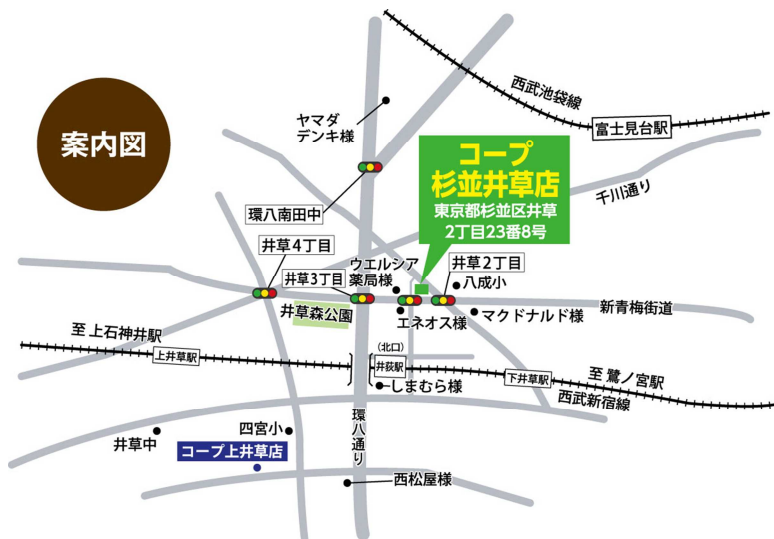 西武池袋線
富士見台駅
ヤマダ
デンキ様
案内図
コープ
杉並井草店
東京都杉並区井草
2丁目23番8号
千川通り
環八南田中
井草4丁目
ウエルシア
薬局様
井草2丁目
井草3丁目
八成小
新青梅街道
井草森公園
エネオス様
マクドナルド様
至 上石神井駅
上井草駅
(北口)
井荻駅
下井草駅
至 鷺ノ宮駅
西武新宿線
しまむら様
環八通り
井草中
四宮小
コープ上井草店
西松屋様